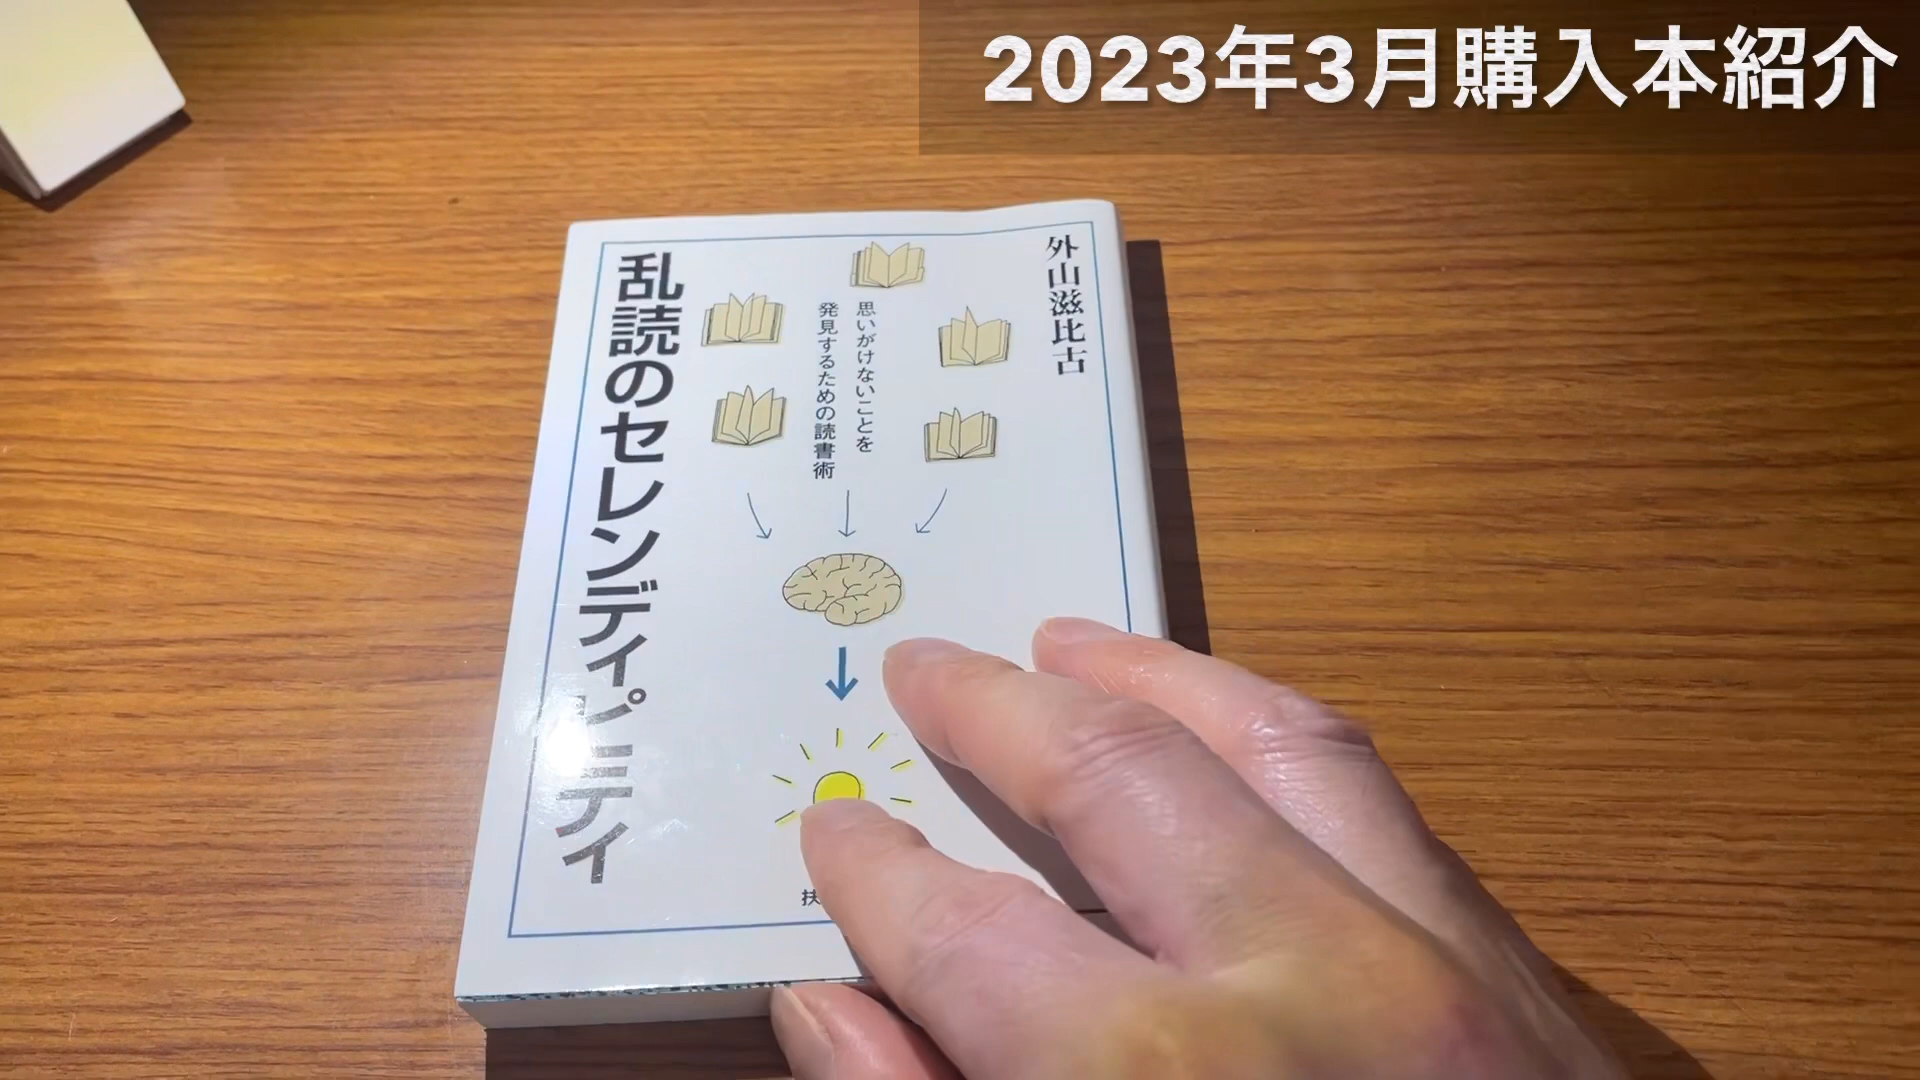 2023年3月購入本紹介
外山滋比古
思いがけないことを
発見するための読書術
乱読のセレンディピティ
扶